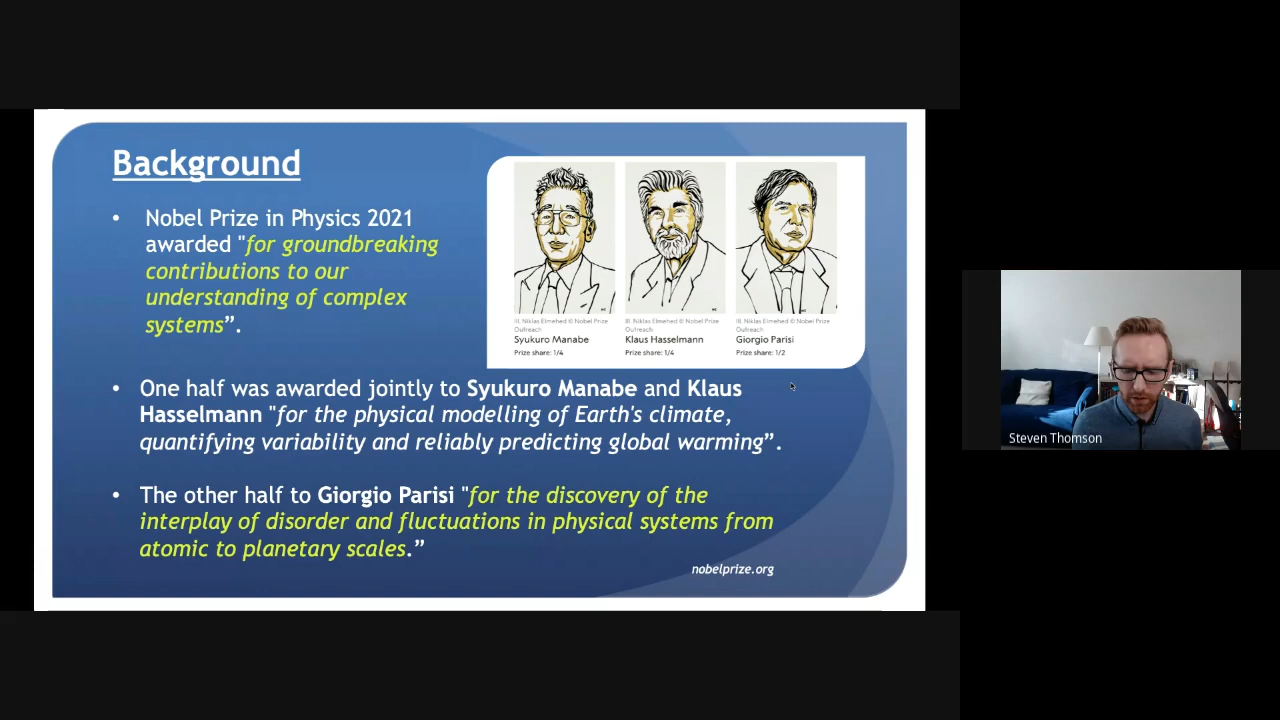 Background
• Nobel Prize in Physics 2021
awarded "for groundbreaking
contributions to our
understanding of complex
systems”.
Ill. Niklas Elmehed © Nobel Prize
Outreach
Syukuro Manabe
Prize share: 1/4
Ill. Niklas Elmehed © Nobel Prize
Outreach
Klaus Hasselmann
Prize share: 1/4
Ill. Niklas Elmehed © Nobel Prize
Outreach
Giorgio Parisi
Prize share: 1/2
• One half was awarded jointly to Syukuro Manabe and Klaus
Hasselmann "for the physical modelling of Earth's climate,
quantifying variability and reliably predicting global warming”.
• The other half to Giorgio Parisi "for the discovery of the
interplay of disorder and fluctuations in physical systems from
atomic to planetary scales.”
nobelprize.org
Steven Thomson